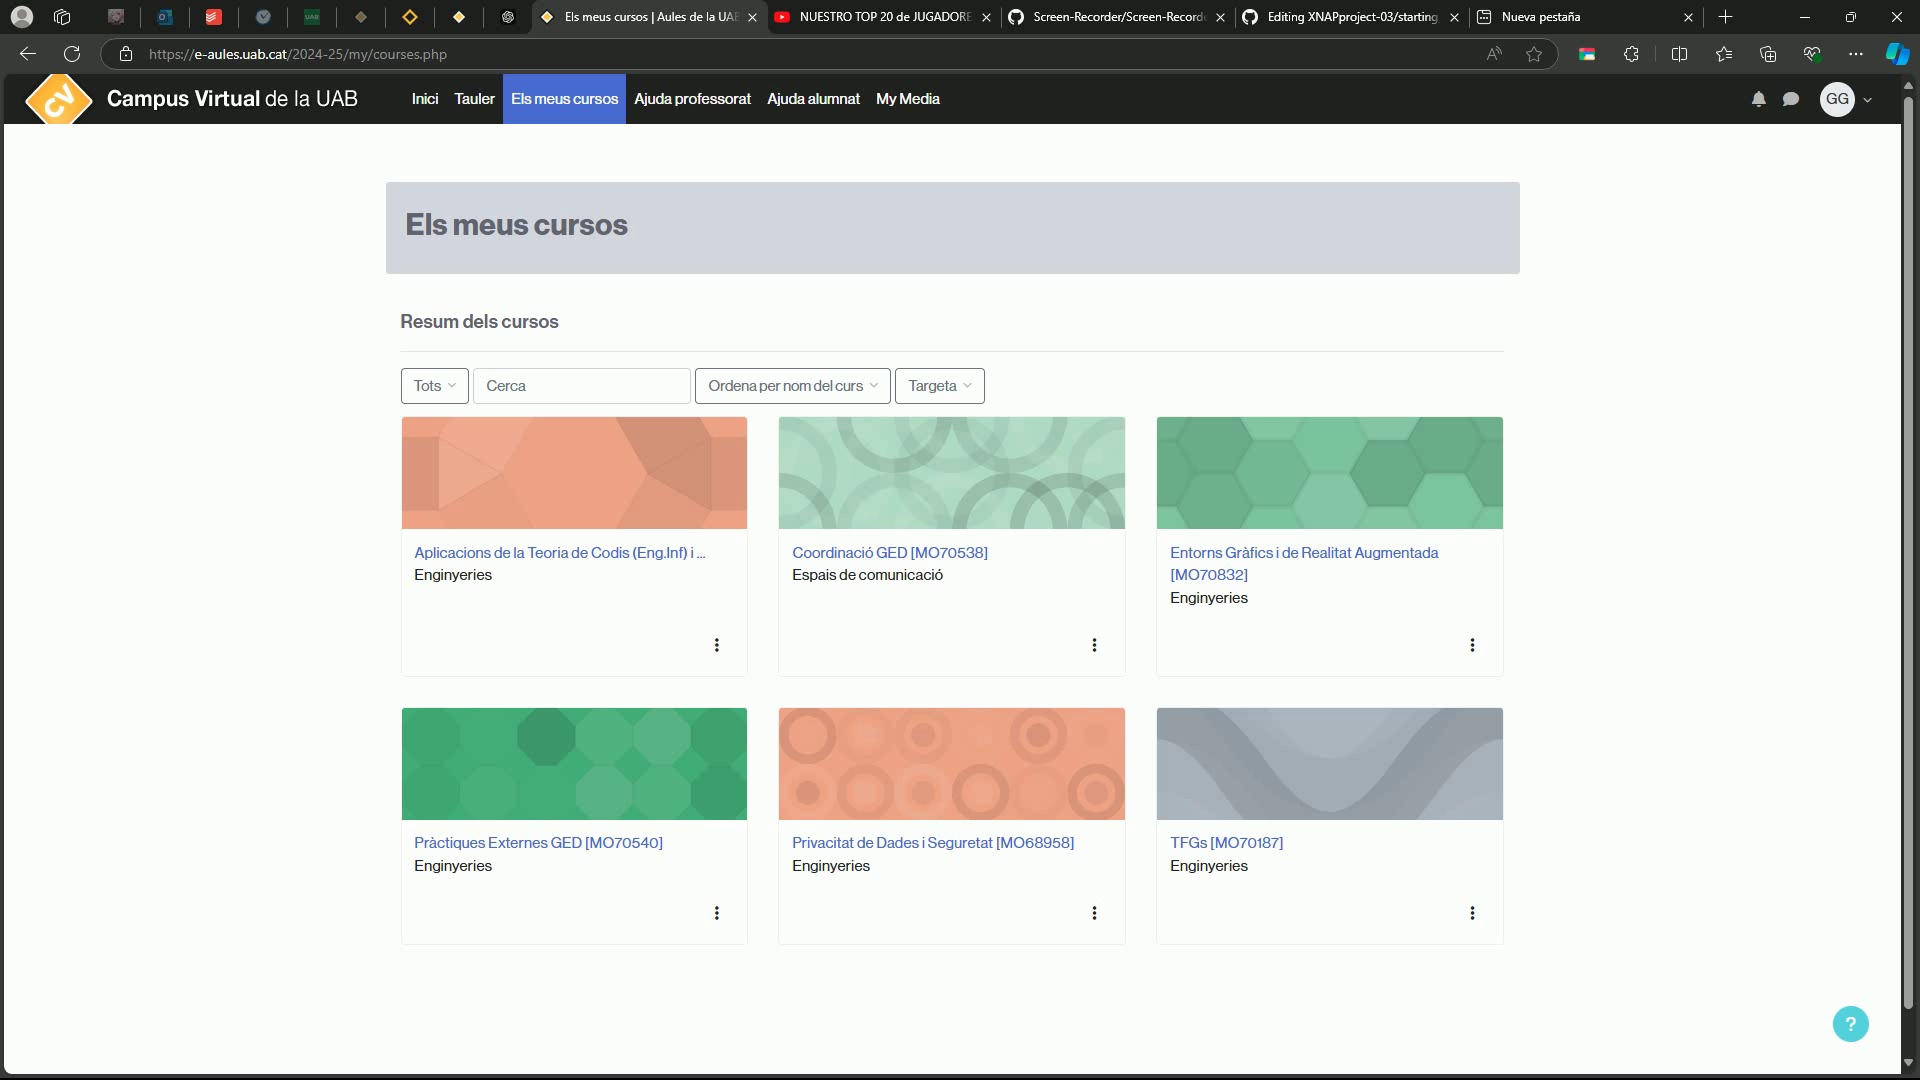 Els meus cursos | Aules de la UAB
NUESTRO TOP 20 de JUGADORE
Screen-Recorder/Screen-Recorde
Editing XNAPproject-03/starting
Nueva pestaña
https://e-aules.uab.cat/2024-25/my/courses.php
CV
Campus Virtual de la UAB
Inici
Tauler
Els meus cursos
Ajuda professorat
Ajuda alumnat
My Media
GG
Els meus cursos
Resum dels cursos
Tots
Cerca
Ordena per nom del curs
Targeta
Aplicacions de la Teoria de Codis (Eng.Inf) i ...
Enginyeries
Coordinació GED [MO70538]
Espais de comunicació
Entorns Gràfics i de Realitat Augmentada
[MO70832]
Enginyeries
Pràctiques Externes GED [MO70540]
Enginyeries
Privacitat de Dades i Seguretat [MO68958]
Enginyeries
TFGs [MO70187]
Enginyeries
?